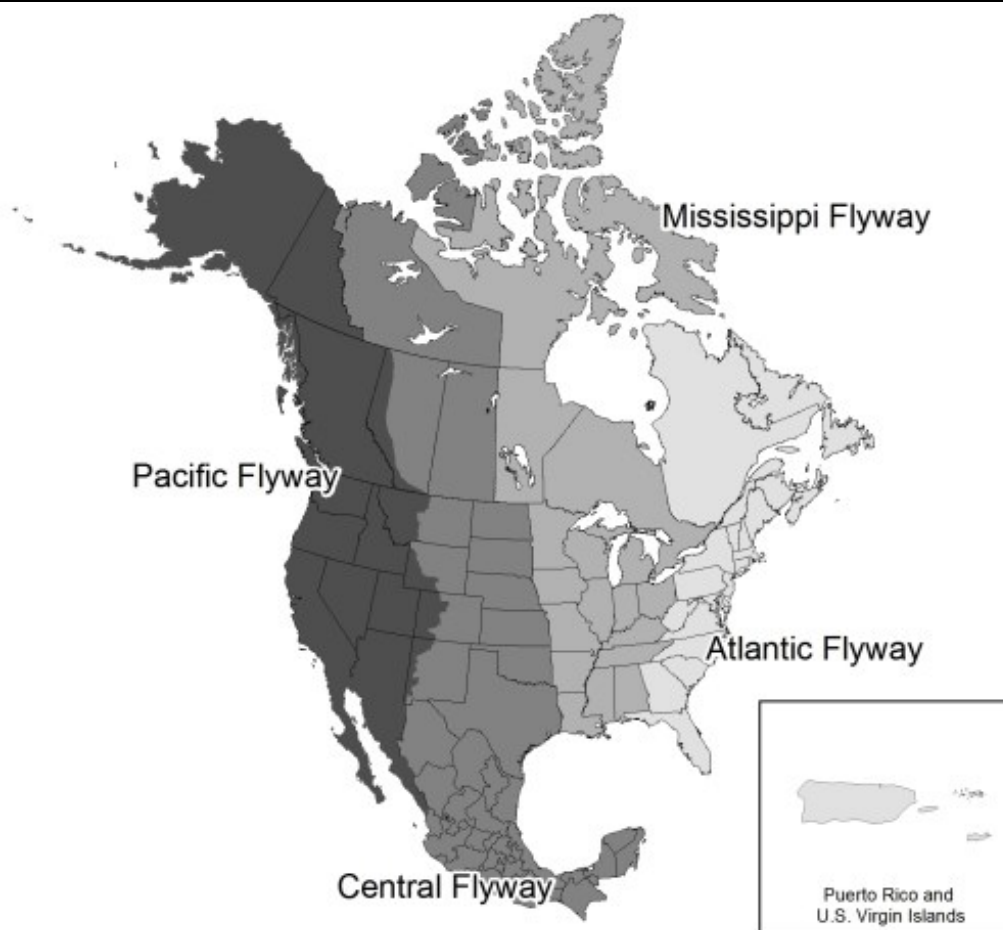 Mississippi Flyway
Pacific Flyway
Atlantic Flyway
Central Flyway
Puerto Rico and
U.S. Virgin Islands